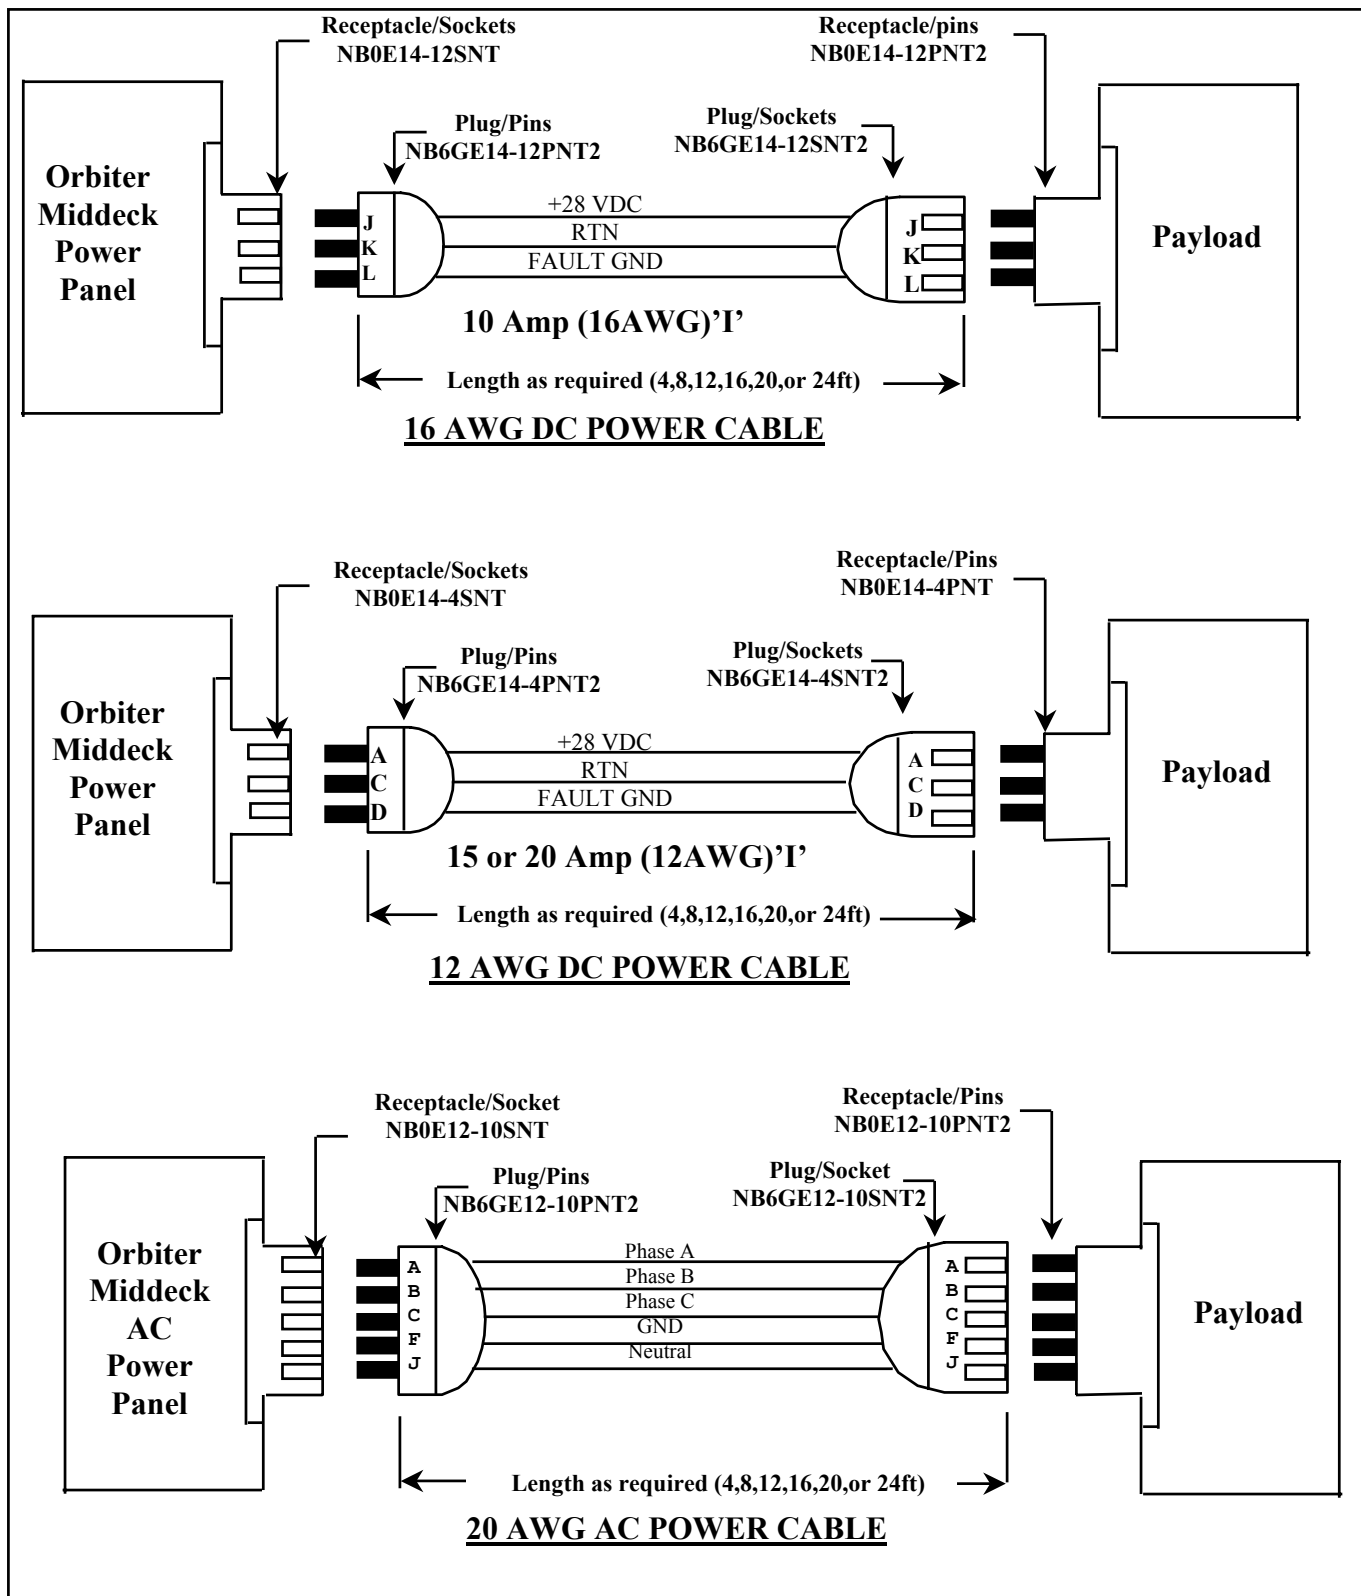 Receptacle/Sockets
NB0E14-12SNT
Receptacle/pins
NB0E14-12PNT2
Plug/Pins
NB6GE14-12PNT2
Plug/Sockets
NB6GE14-12SNT2
Orbiter
Middeck
Power
Panel
J
K
L
+28 VDC
RTN
FAULT GND
J
K
L
Payload
10 Amp (16AWG)’I’
Length as required (4,8,12,16,20,or 24ft)
16 AWG DC POWER CABLE
Receptacle/Sockets
NB0E14-4SNT
Receptacle/Pins
NB0E14-4PNT
Plug/Pins
NB6GE14-4PNT2
Plug/Sockets
NB6GE14-4SNT2
Orbiter
Middeck
Power
Panel
A
C
D
+28 VDC
RTN
FAULT GND
A
C
D
Payload
15 or 20 Amp (12AWG)’I’
Length as required (4,8,12,16,20,or 24ft)
12 AWG DC POWER CABLE
Receptacle/Socket
NB0E12-10SNT
Receptacle/Pins
NB0E12-10PNT2
Plug/Pins
NB6GE12-10PNT2
Plug/Socket
NB6GE12-10SNT2
Orbiter
Middeck
AC
Power
Panel
A
B
C
F
J
Phase A
Phase B
Phase C
GND
Neutral
A
B
C
F
J
Payload
Length as required (4,8,12,16,20,or 24ft)
20 AWG AC POWER CABLE